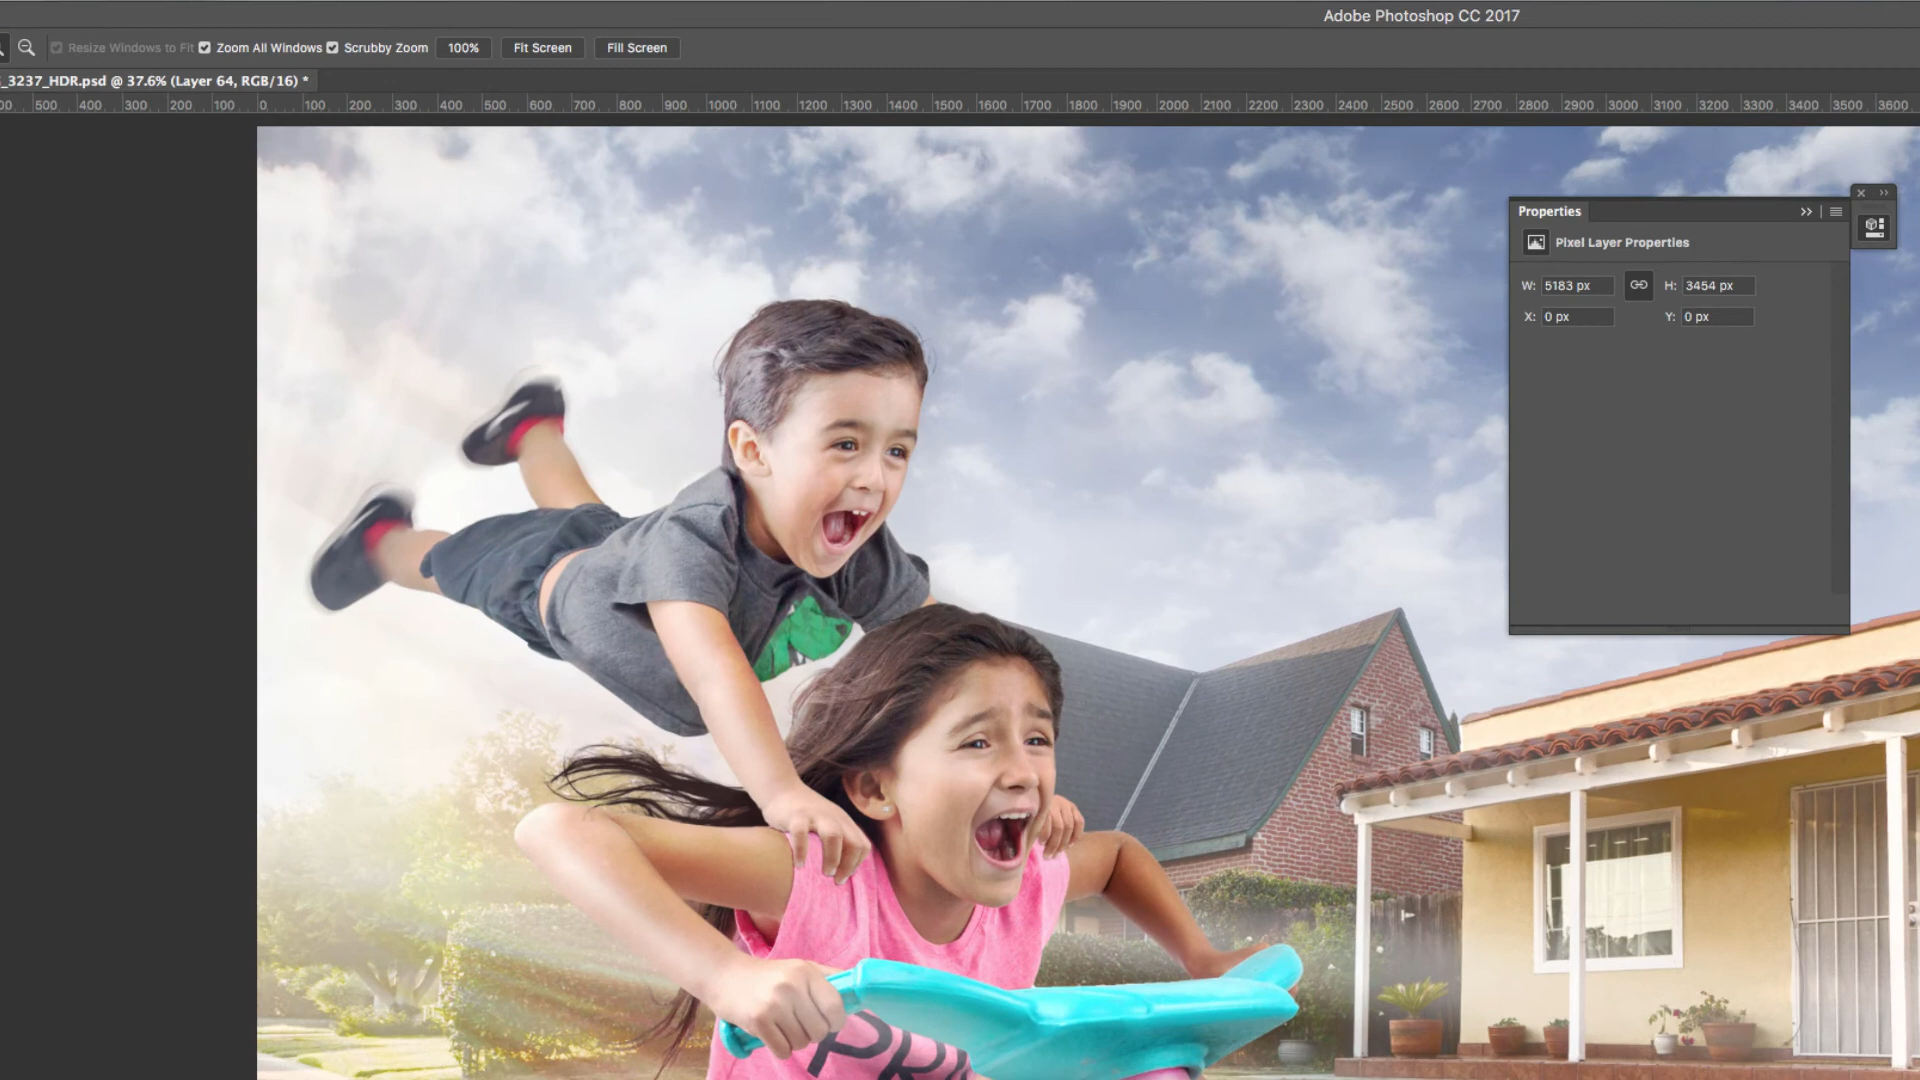 Adobe Photoshop CC 2017
Resize Windows to Fit Zoom All Windows Scrubby Zoom 100% Fit Screen Fill Screen
_3237_HDR.psd @ 37.6% (Layer 64, RGB/16) *
500 400 300 200 100 0 100 200 300 400 500 600 700 800 900 1000 1100 1200 1300 1400 1500 1600 1700 1800 1900 2000 2100 2200 2300 2400 2500 2600 2700 2800 2900 3000 3100 3200 3300 3400 3500 3600
Properties
Pixel Layer Properties
W: 5183 px H: 3454 px
X: 0 px Y: 0 px